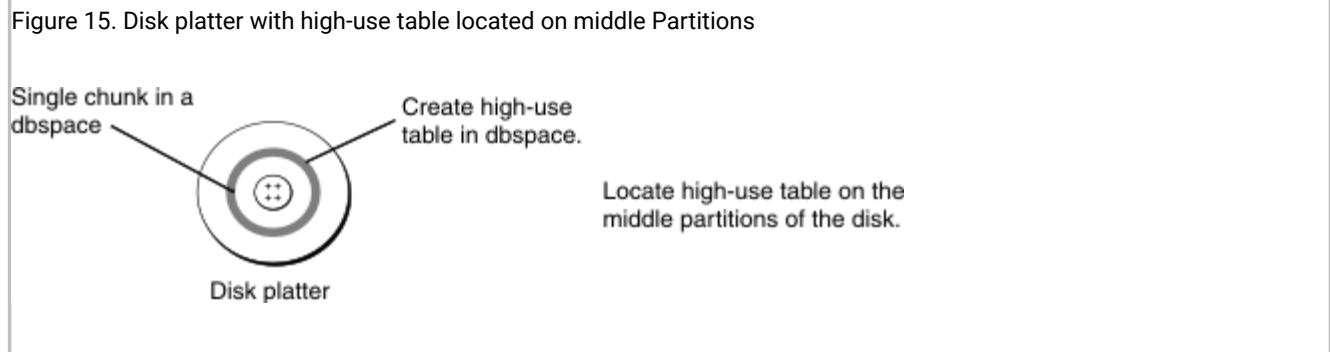 Figure 15. Disk platter with high-use table located on middle Partitions
Single chunk in a
dbspace
Create high-use
table in dbspace.
Locate high-use table on the
middle partitions of the disk.
Disk platter